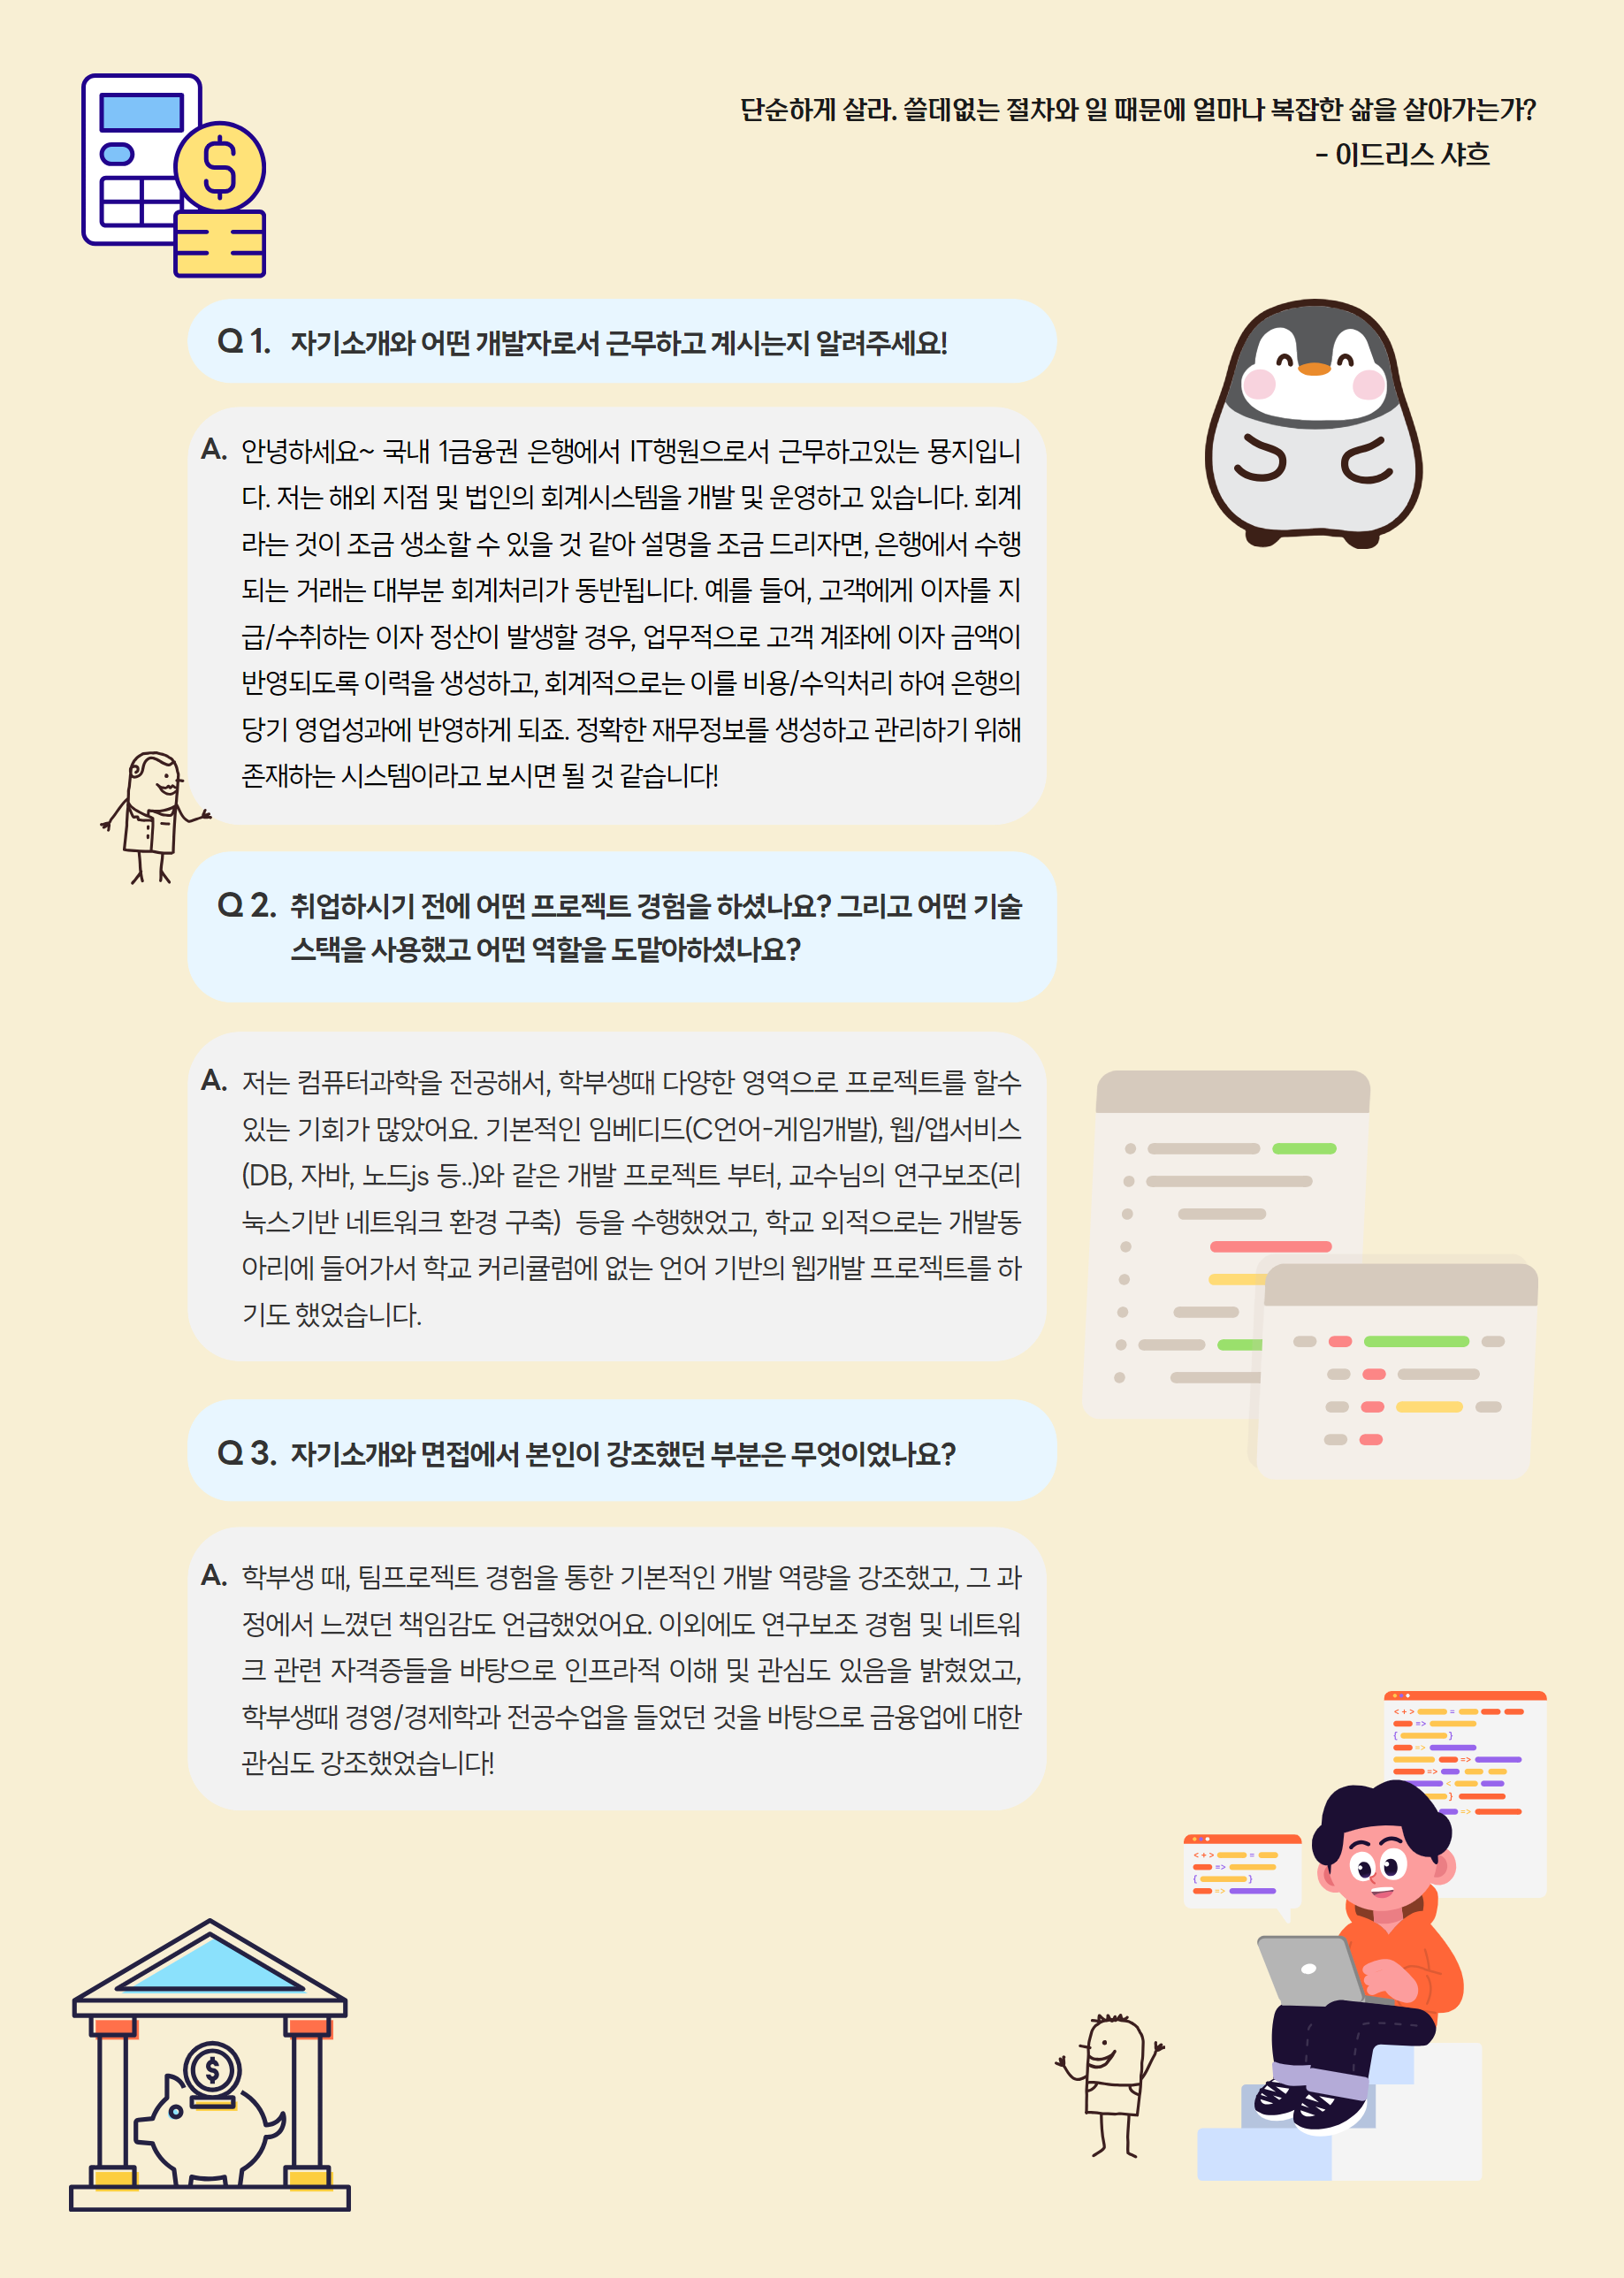 단순하게 살라. 쓸데없는 절차와 일 때문에 얼마나 복잡한 삶을 살아가는가?
- 이드리스 샤흐
Q 1. 자기소개와 어떤 개발자로서 근무하고 계시는지 알려주세요!
A. 안녕하세요~ 국내 1금융권 은행에서 IT행원으로서 근무하고있는 묭지입니
다. 저는 해외 지점 및 법인의 회계시스템을 개발 및 운영하고 있습니다. 회계
라는 것이 조금 생소할 수 있을 것 같아 설명을 조금 드리자면, 은행에서 수행
되는 거래는 대부분 회계처리가 동반됩니다. 예를 들어, 고객에게 이자를 지
급/수취하는 이자 정산이 발생할 경우, 업무적으로 고객 계좌에 이자 금액이
반영되도록 이력을 생성하고, 회계적으로는 이를 비용/수익처리 하여 은행의
당기 영업성과에 반영하게 되죠. 정확한 재무정보를 생성하고 관리하기 위해
존재하는 시스템이라고 보시면 될 것 같습니다!
Q 2. 취업하시기 전에 어떤 프로젝트 경험을 하셨나요? 그리고 어떤 기술
스택을 사용했고 어떤 역할을 도맡아하셨나요?
A. 저는 컴퓨터과학을 전공해서, 학부생때 다양한 영역으로 프로젝트를 할수
있는 기회가 많았어요. 기본적인 임베디드(C언어-게임개발), 웹/앱서비스
(DB, 자바, 노드js 등..)와 같은 개발 프로젝트 부터, 교수님의 연구보조(리
눅스기반 네트워크 환경 구축) 등을 수행했었고, 학교 외적으로는 개발동
아리에 들어가서 학교 커리큘럼에 없는 언어 기반의 웹개발 프로젝트를 하
기도 했었습니다.
Q 3. 자기소개와 면접에서 본인이 강조했던 부분은 무엇이었나요?
A. 학부생 때, 팀프로젝트 경험을 통한 기본적인 개발 역량을 강조했고, 그 과
정에서 느꼈던 책임감도 언급했었어요. 이외에도 연구보조 경험 및 네트워
크 관련 자격증들을 바탕으로 인프라적 이해 및 관심도 있음을 밝혔었고,
학부생때 경영/경제학과 전공수업을 들었던 것을 바탕으로 금융업에 대한
관심도 강조했었습니다!